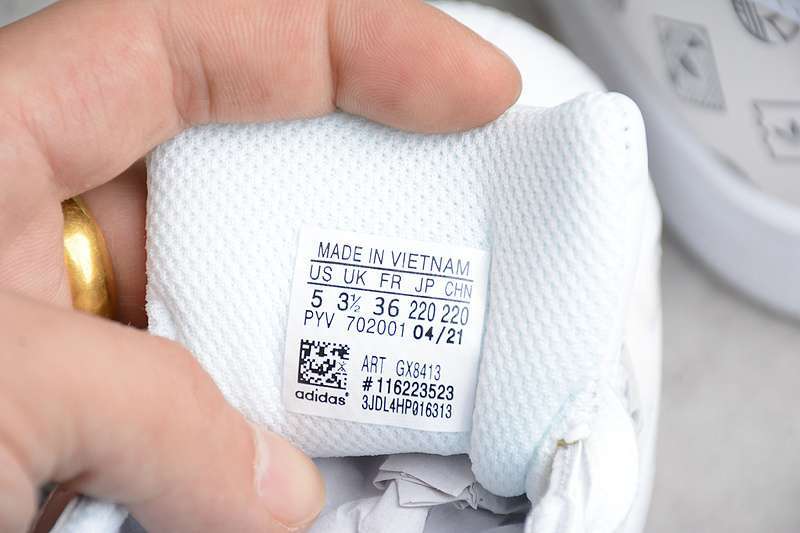 MADE IN VIETNAM
US UK FR JP CHN
5 3½ 36 220 220
PYV 702001 04/21
ART GX8413
#116223523
adidas 3JDL4HP016313